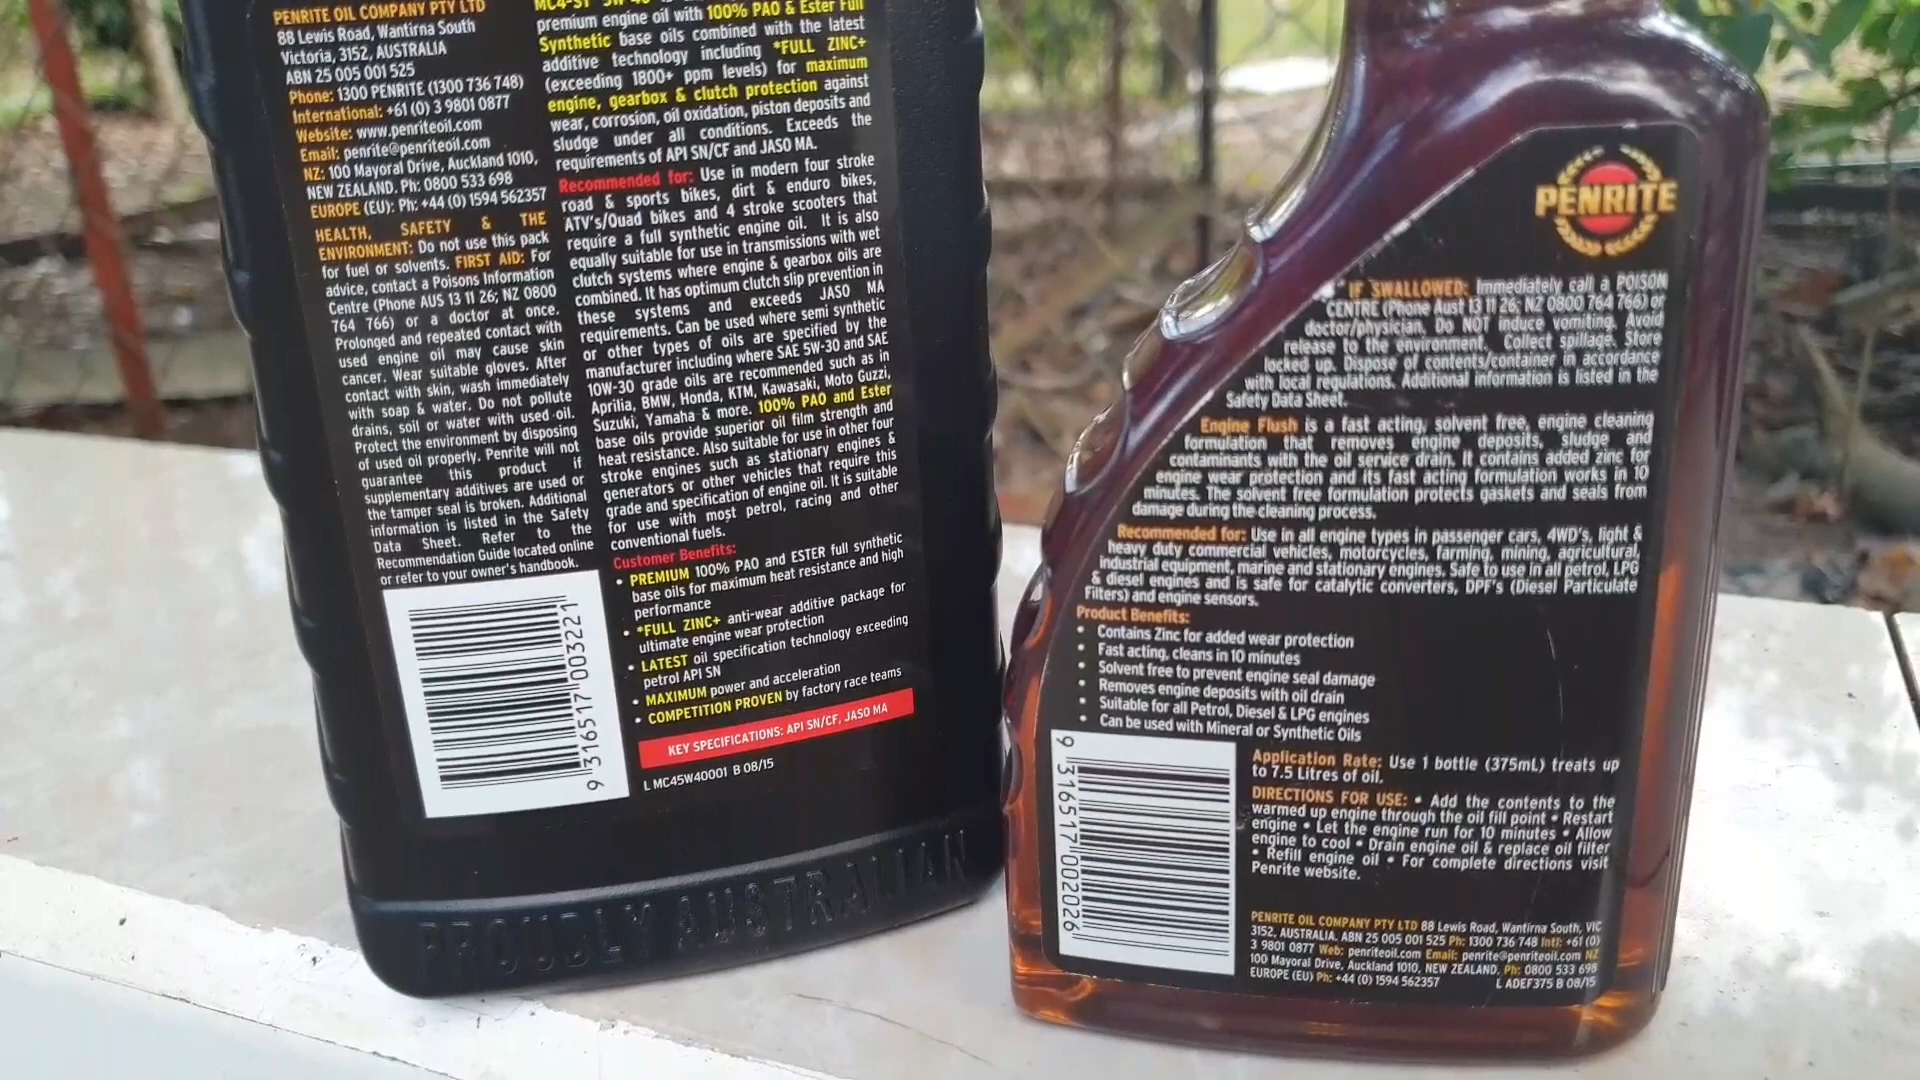 PENRITE OIL COMPANY PTY LTD
88 Lewis Road, Wantirna South
Victoria, 3152, AUSTRALIA
ABN 25 005 001 525
Phone: 1300 PENRITE (1300 736 748)
International: +61 (0) 3 9801 0877
Website: www.penriteoil.com
Email: penrite@penriteoil.com
NZ: 100 Mayoral Drive, Auckland 1010,
NEW ZEALAND. Ph: 0800 533 698
EUROPE (EU): Ph: +44 (0) 1594 562357
HEALTH, SAFETY & THE
ENVIRONMENT: Do not use this pack
for fuel or solvents. FIRST AID: For
advice, contact a Poisons Information
Centre (Phone AUS 13 11 26; NZ 0800
764 766) or a doctor at once.
Prolonged and repeated contact with
used engine oil may cause skin
cancer. Wear suitable gloves. After
contact with skin, wash immediately
with soap & water. Do not pollute
drains, soil or water with used oil.
Protect the environment by disposing
of used oil properly. Penrite will not
guarantee this product if
supplementary additives are used or
the tamper seal is broken. Additional
information is listed in the Safety
Data Sheet. Refer to the
Recommendation Guide located online
or refer to your owner's handbook.
9 316517 003221
MC4-ST 5W-40
premium engine oil with 100% PAO & Ester Full
Synthetic base oils combined with the latest
additive technology including *FULL ZINC+
(exceeding 1800+ ppm levels) for maximum
engine, gearbox & clutch protection against
wear, corrosion, oil oxidation, piston deposits and
sludge under all conditions. Exceeds the
requirements of API SN/CF and JASO MA.
Recommended for: Use in modern four stroke
road & sports bikes, dirt & enduro bikes,
ATV's/Quad bikes and 4 stroke scooters that
require a full synthetic engine oil. It is also
equally suitable for use in transmissions with wet
clutch systems where engine & gearbox oils are
combined. It has optimum clutch slip prevention in
these systems and exceeds JASO MA
requirements. Can be used where semi synthetic
or other types of oils are specified by the
manufacturer including where SAE 5W-30 and SAE
10W-30 grade oils are recommended such as in
Aprilia, BMW, Honda, KTM, Kawasaki, Moto Guzzi,
Suzuki, Yamaha & more. 100% PAO and Ester
base oils provide superior oil film strength and
heat resistance. Also suitable for use in other four
stroke engines such as stationary engines &
generators or other vehicles that require this
grade and specification of engine oil. It is suitable
for use with most petrol, racing and other
conventional fuels.
Customer Benefits:
• PREMIUM 100% PAO and ESTER full synthetic
base oils for maximum heat resistance and high
performance
• *FULL ZINC+ anti-wear additive package for
ultimate engine wear protection
• LATEST oil specification technology exceeding
petrol API SN
• MAXIMUM power and acceleration
• COMPETITION PROVEN by factory race teams
KEY SPECIFICATIONS: API SN/CF, JASO MA
L MC45W40001 B 08/15
PROUDLY AUSTRALIAN
PENRITE
IF SWALLOWED: Immediately call a POISON
CENTRE (Phone Aust 13 11 26; NZ 0800 764 766) or
doctor/physician. Do NOT induce vomiting. Avoid
release to the environment. Collect spillage. Store
locked up. Dispose of contents/container in accordance
with local regulations. Additional information is listed in the
Safety Data Sheet.
Engine Flush is a fast acting, solvent free, engine cleaning
formulation that removes engine deposits, sludge and
contaminants with the oil service drain. It contains added zinc for
engine wear protection and its fast acting formulation works in 10
minutes. The solvent free formulation protects gaskets and seals from
damage during the cleaning process.
Recommended for: Use in all engine types in passenger cars, 4WD's, light &
heavy duty commercial vehicles, motorcycles, farming, mining, agricultural,
industrial equipment, marine and stationary engines. Safe to use in all petrol, LPG
& diesel engines and is safe for catalytic converters, DPF's (Diesel Particulate
Filters) and engine sensors.
Product Benefits:
• Contains Zinc for added wear protection
• Fast acting, cleans in 10 minutes
• Solvent free to prevent engine seal damage
• Removes engine deposits with oil drain
• Suitable for all Petrol, Diesel & LPG engines
• Can be used with Mineral or Synthetic Oils
9 316517 002026
Application Rate: Use 1 bottle (375mL) treats up
to 7.5 Litres of oil.
DIRECTIONS FOR USE: • Add the contents to the
warmed up engine through the oil fill point • Restart
engine • Let the engine run for 10 minutes • Allow
engine to cool • Drain engine oil & replace oil filter
• Refill engine oil • For complete directions visit
Penrite website.
PENRITE OIL COMPANY PTY LTD 88 Lewis Road, Wantirna South, VIC
3152, AUSTRALIA. ABN 25 005 001 525 Ph: 1300 736 748 Intl: +61 (0)
3 9801 0877 Web: penriteoil.com Email: penrite@penriteoil.com NZ
100 Mayoral Drive, Auckland 1010, NEW ZEALAND. Ph: 0800 533 698
EUROPE (EU) Ph: +44 (0) 1594 562357 L ADEF375 B 08/15